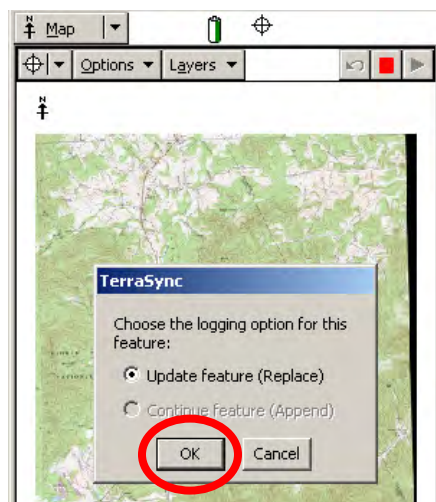 N
Map
Options Layers
N
TerraSync
Choose the logging option for this
feature:
Update feature (Replace)
Continue feature (Append)
OK Cancel